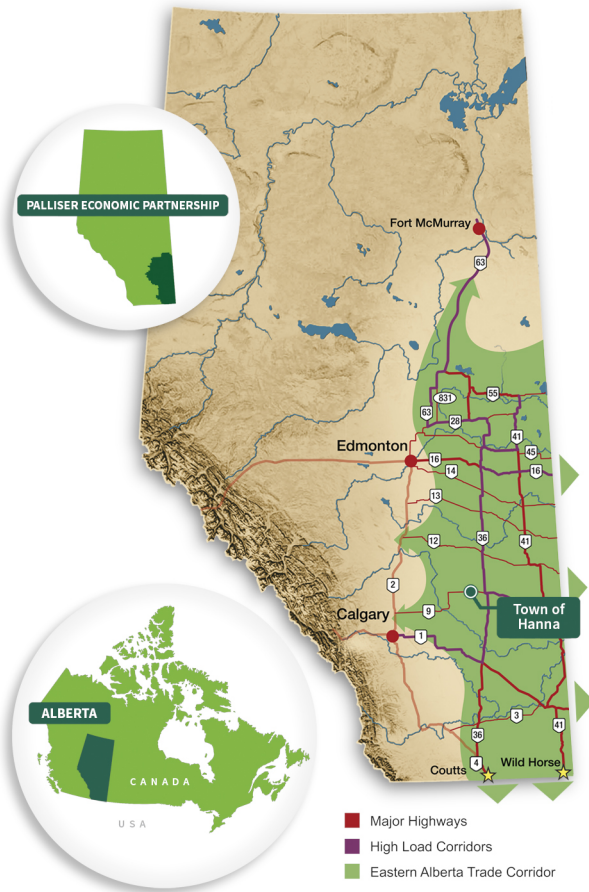 PALLISER ECONOMIC PARTNERSHIP
Fort McMurray
63
55
831
63
28
41
45
Edmonton
16
16
14
13
36
12
41
2
Town of
Hanna
Calgary
9
1
ALBERTA
3
41
36
CANADA
Wild Horse
4
Coutts
USA
Major Highways
High Load Corridors
Eastern Alberta Trade Corridor